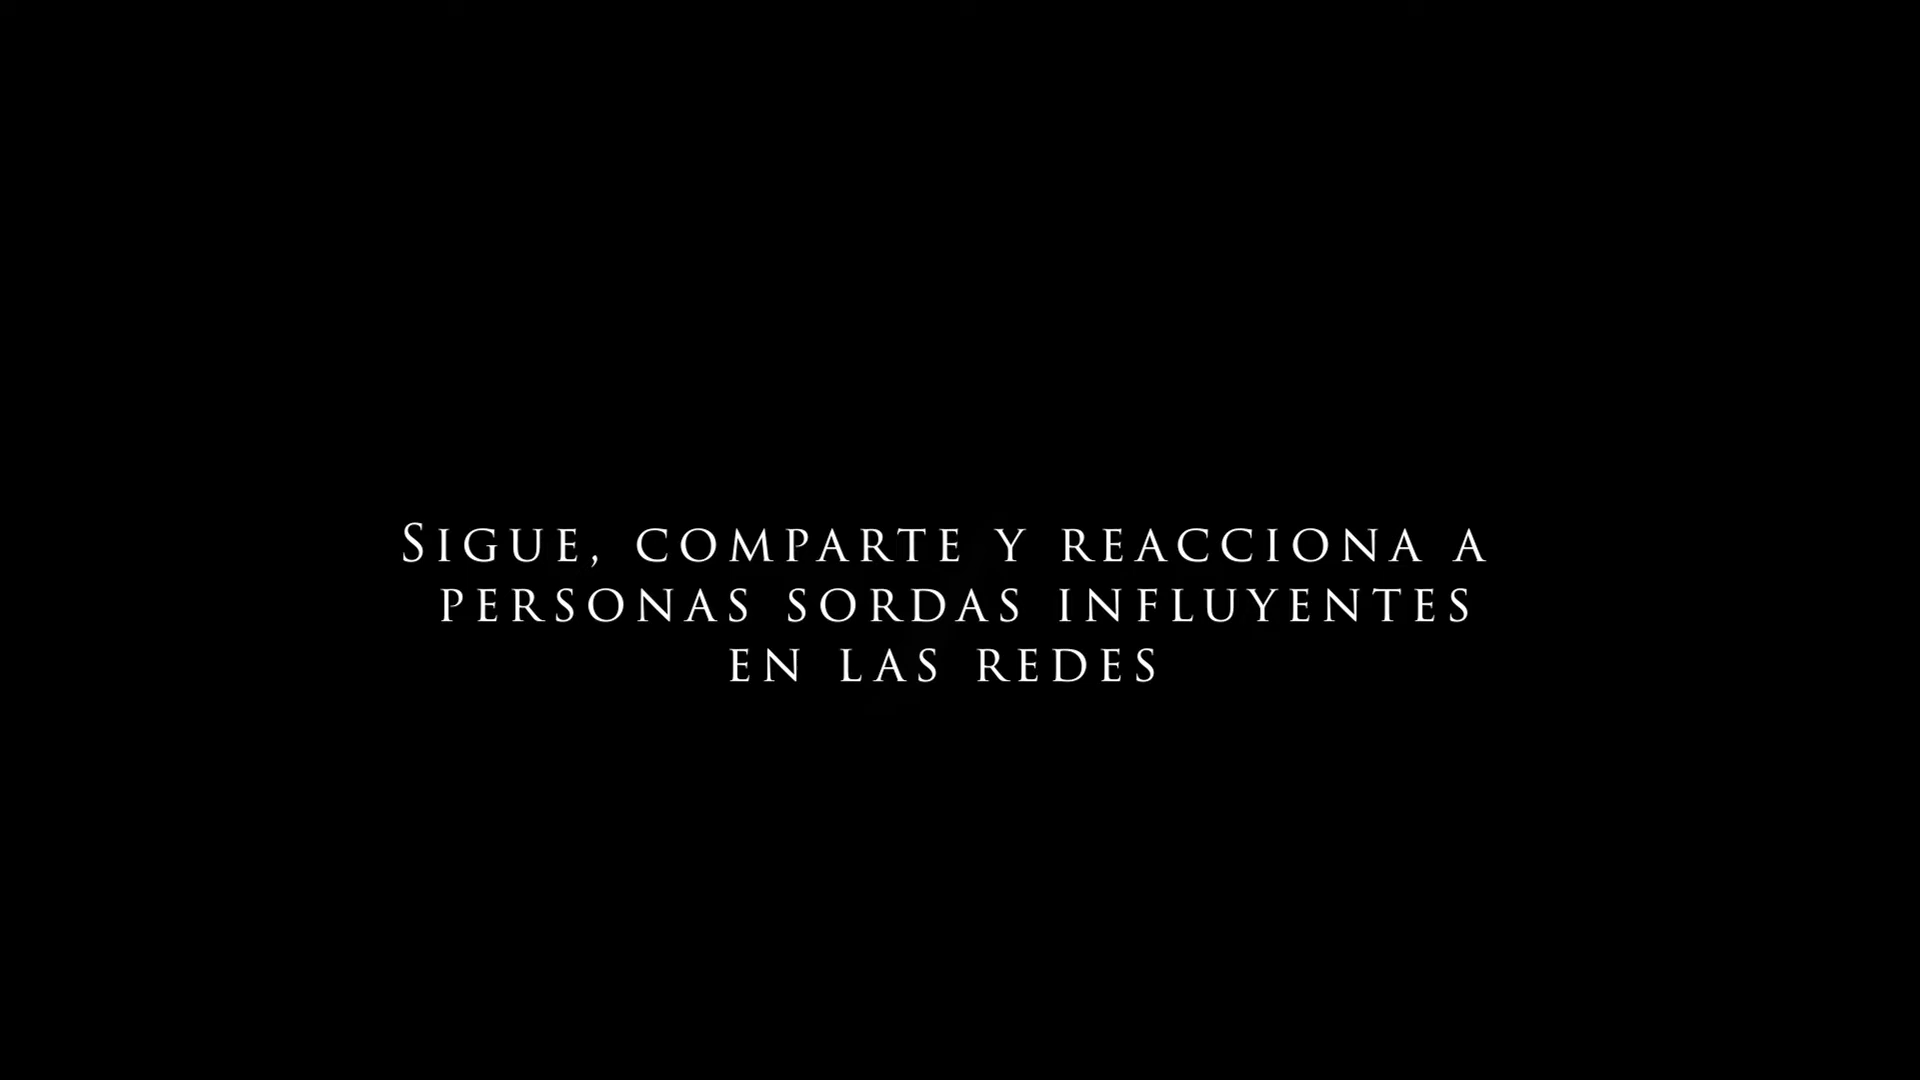 Sigue, comparte y reacciona a
personas sordas influyentes
en las redes